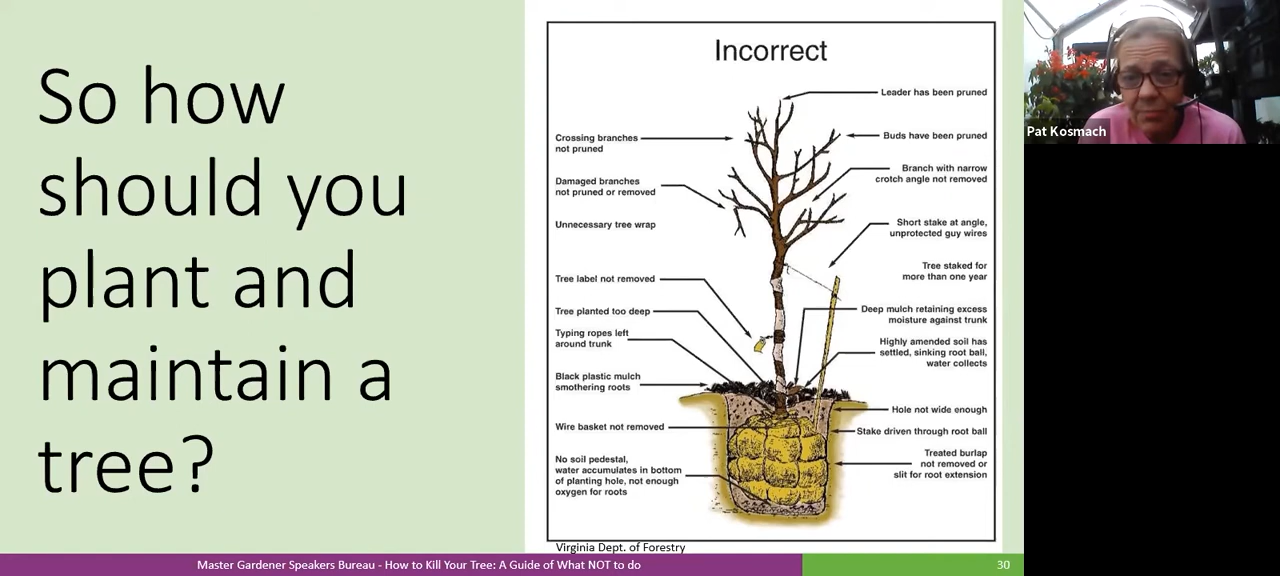 So how
should you
plant and
maintain a
tree?
Incorrect
Leader has been pruned
Crossing branches
not pruned
Buds have been pruned
Branch with narrow
crotch angle not removed
Damaged branches
not pruned or removed
Unnecessary tree wrap
Short stake at angle,
unprotected guy wires
Tree staked for
more than one year
Tree label not removed
Tree planted too deep
Deep mulch retaining excess
moisture against trunk
Typing ropes left
around trunk
Highly amended soil has
settled, sinking root ball,
water collects
Black plastic mulch
smothering roots
Hole not wide enough
Wire basket not removed
Stake driven through root ball
No soil pedestal,
water accumulates in bottom
of planting hole, not enough
oxygen for roots
Treated burlap
not removed or
slit for root extension
Virginia Dept. of Forestry
Master Gardener Speakers Bureau - How to Kill Your Tree: A Guide of What NOT to do
30
Pat Kosmach